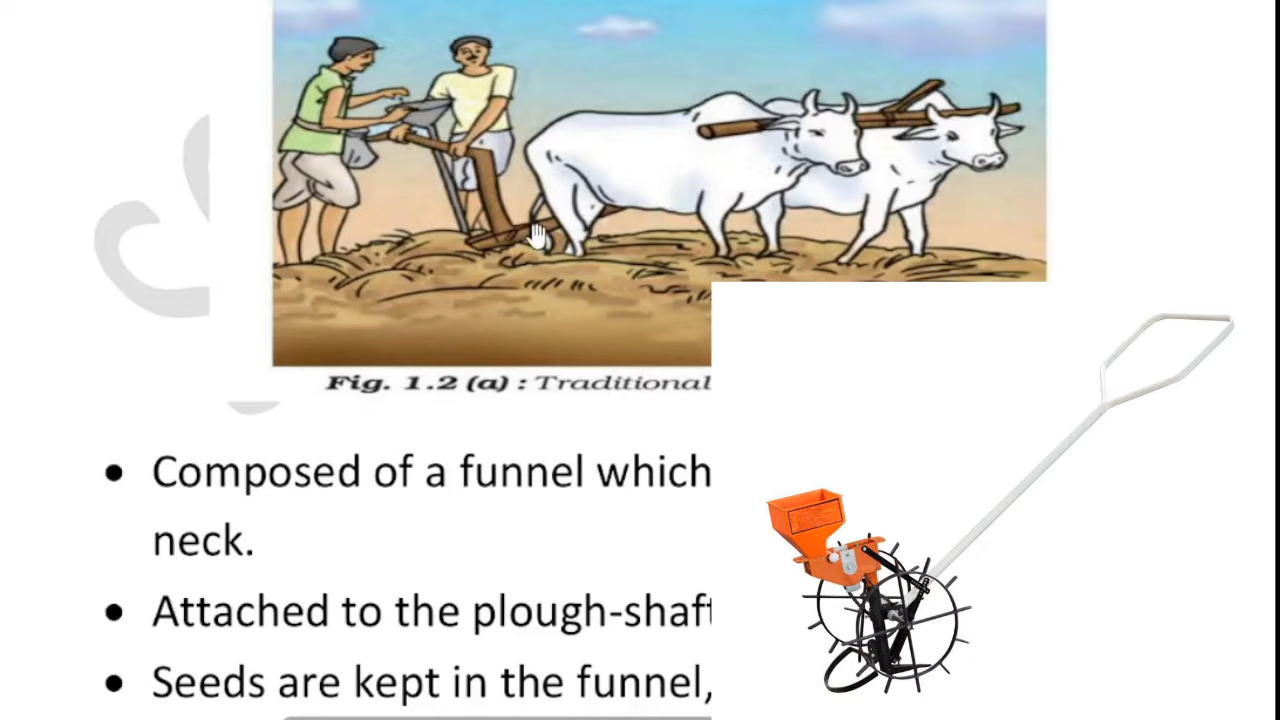 Fig. 1.2 (a) : Traditional
• Composed of a funnel which
neck.
• Attached to the plough-shaft
• Seeds are kept in the funnel,